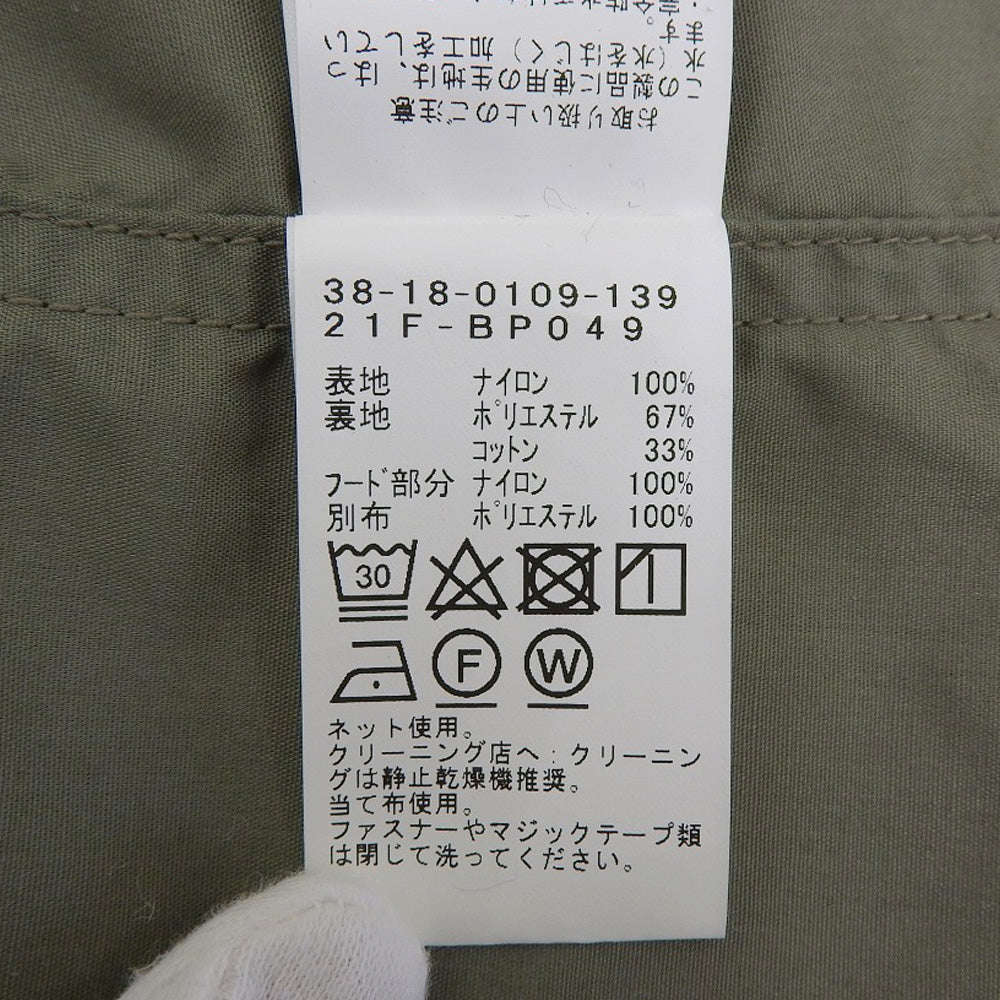 お取り扱い上のご注意
この製品に使用の生地は、はっ
水（水をはじく）加工をしてい
ます。
38-18-0109-139
21F-BP049
表地 ナイロン 100%
裏地 ポリエステル 67%
コットン 33%
フード部分 ナイロン 100%
別布 ポリエステル 100%
30
F W
ネット使用。
クリーニング店へ：クリーニン
グは静止乾燥機推奨。
当て布使用。
ファスナーやマジックテープ類
は閉じて洗ってください。